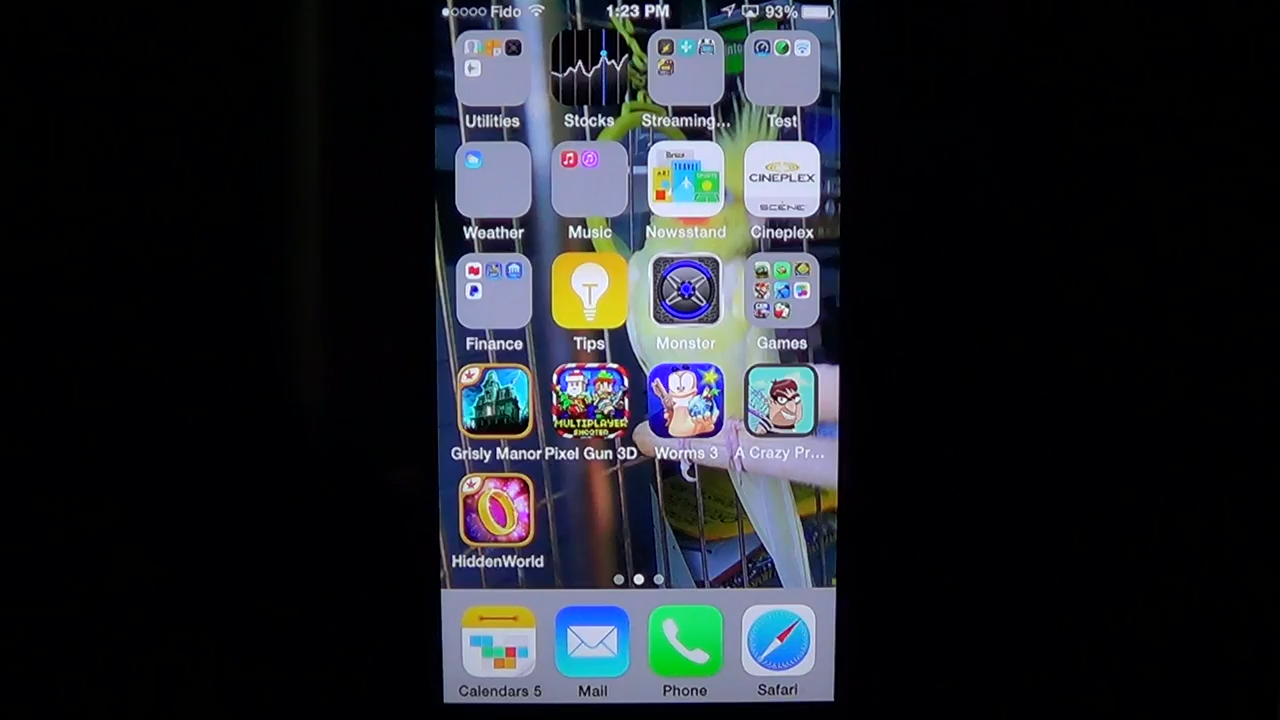 Fido 1:23 PM 93%
Utilities Stocks Streaming... Test
CINEPLEX
SCÈNE
Weather Music Newsstand Cineplex
Finance Tips Monster Games
MULTIPLAYER
SHOOTER
Grisly Manor Pixel Gun 3D Worms 3 A Crazy Pr...
HiddenWorld
Calendars 5 Mail Phone Safari